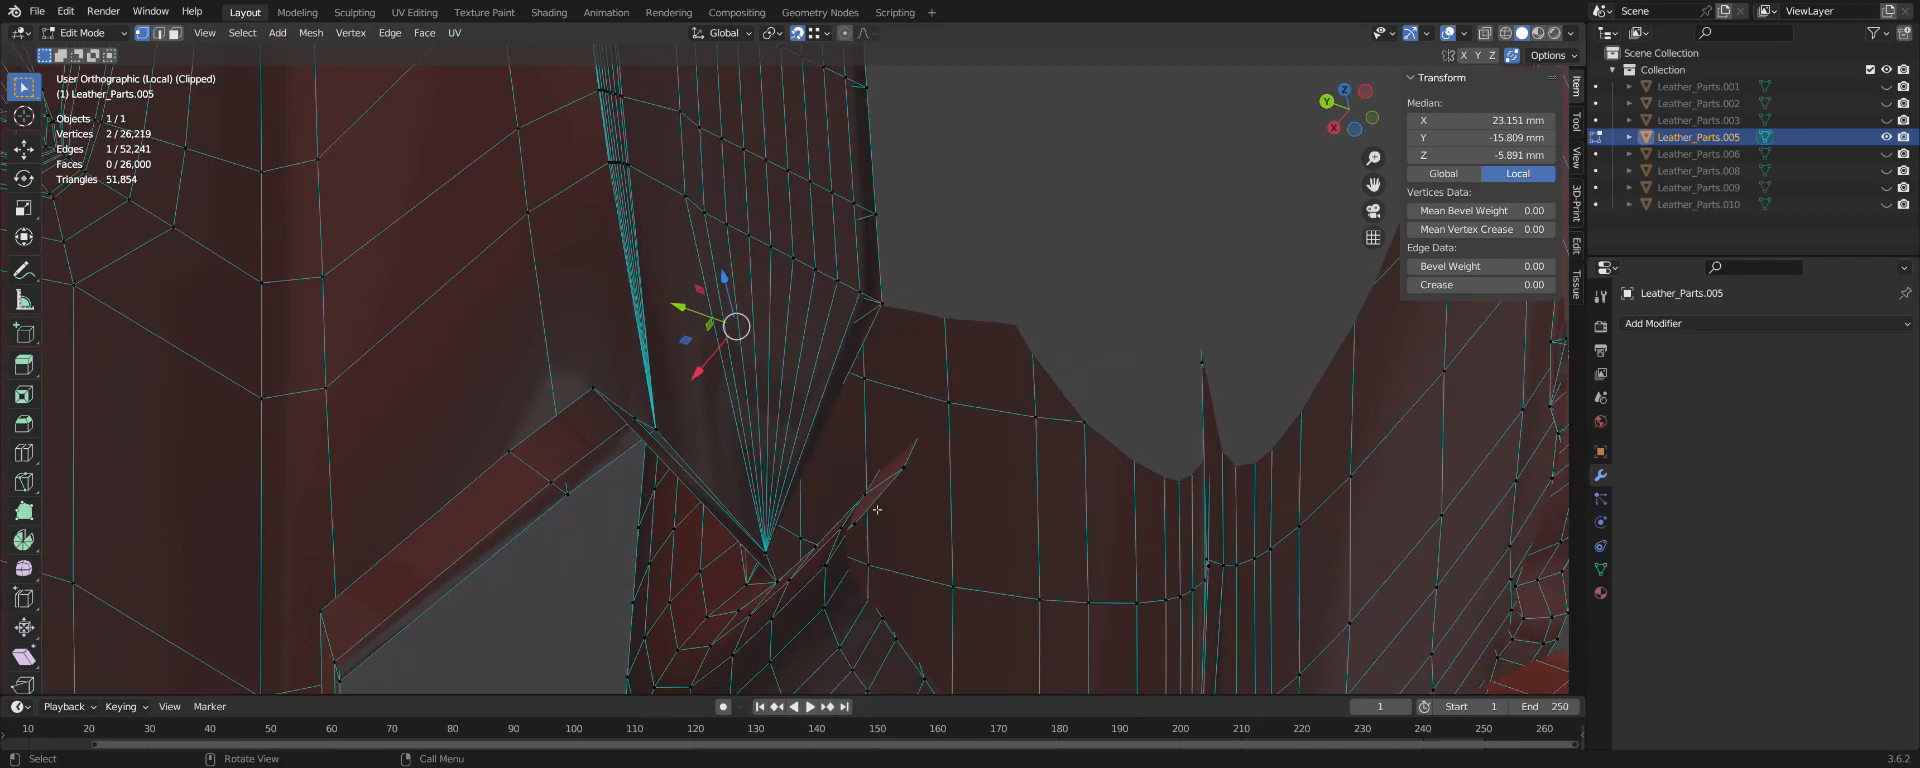 File Edit Render Window Help Layout Modeling Sculpting UV Editing Texture Paint Shading Animation Rendering Compositing Geometry Nodes Scripting + Scene ViewLayer
Edit Mode View Select Add Mesh Vertex Edge Face UV Global
X Y Z Options
User Orthographic (Local) (Clipped)
(1) Leather_Parts.005
Objects 1 / 1
Vertices 2 / 26,219
Edges 1 / 52,241
Faces 0 / 26,000
Triangles 51,854
Z
Y
X
Transform
Median:
X 23.151 mm
Y -15.809 mm
Z -5.891 mm
Global Local
Vertices Data:
Mean Bevel Weight 0.00
Mean Vertex Crease 0.00
Edge Data:
Bevel Weight 0.00
Crease 0.00
Item
Tool
View
3D-Print
Edit
Tissue
Scene Collection
Collection
Leather_Parts.001
Leather_Parts.002
Leather_Parts.003
Leather_Parts.005
Leather_Parts.006
Leather_Parts.008
Leather_Parts.009
Leather_Parts.010
Leather_Parts.005
Add Modifier
Playback Keying View Marker 1 Start 1 End 250
10 20 30 40 50 60 70 80 90 100 110 120 130 140 150 160 170 180 190 200 210 220 230 240 250 260
Select Rotate View Call Menu 3.6.2